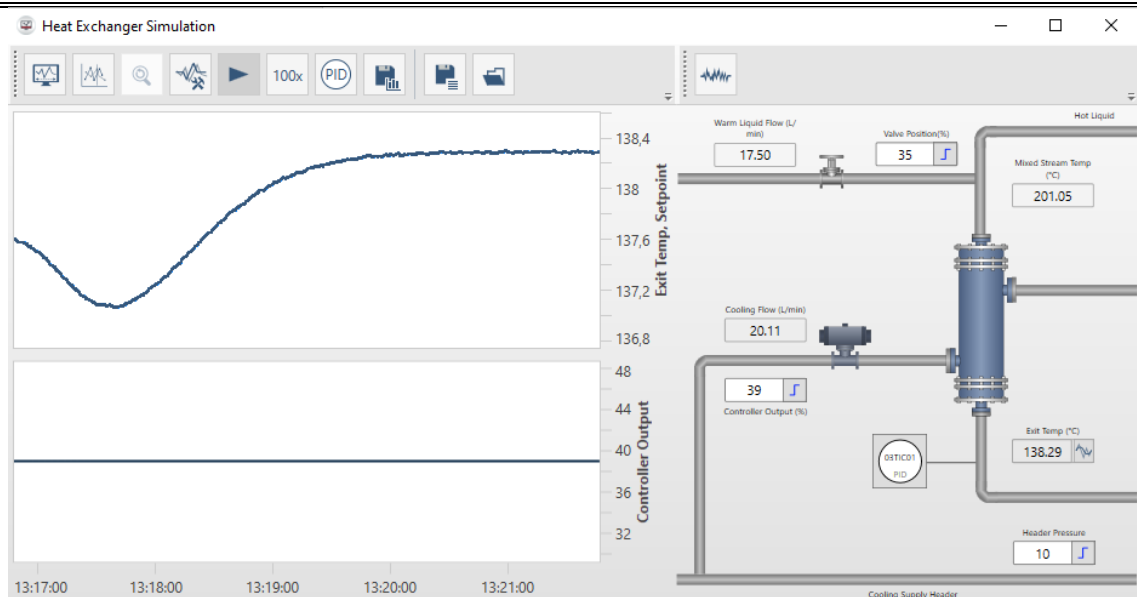 Heat Exchanger Simulation
100x
PID
138,4
138
137,6
137,2
136,8
Exit Temp, Setpoint
48
44
40
36
32
Controller Output
13:17:00
13:18:00
13:19:00
13:20:00
13:21:00
Hot Liquid
Warm Liquid Flow (L/
min)
17.50
Valve Position(%)
35
Mixed Stream Temp
(°C)
201.05
Cooling Flow (L/min)
20.11
39
Controller Output (%)
03TIC01
PID
Exit Temp (°C)
138.29
Header Pressure
10
Cooling Supply Header